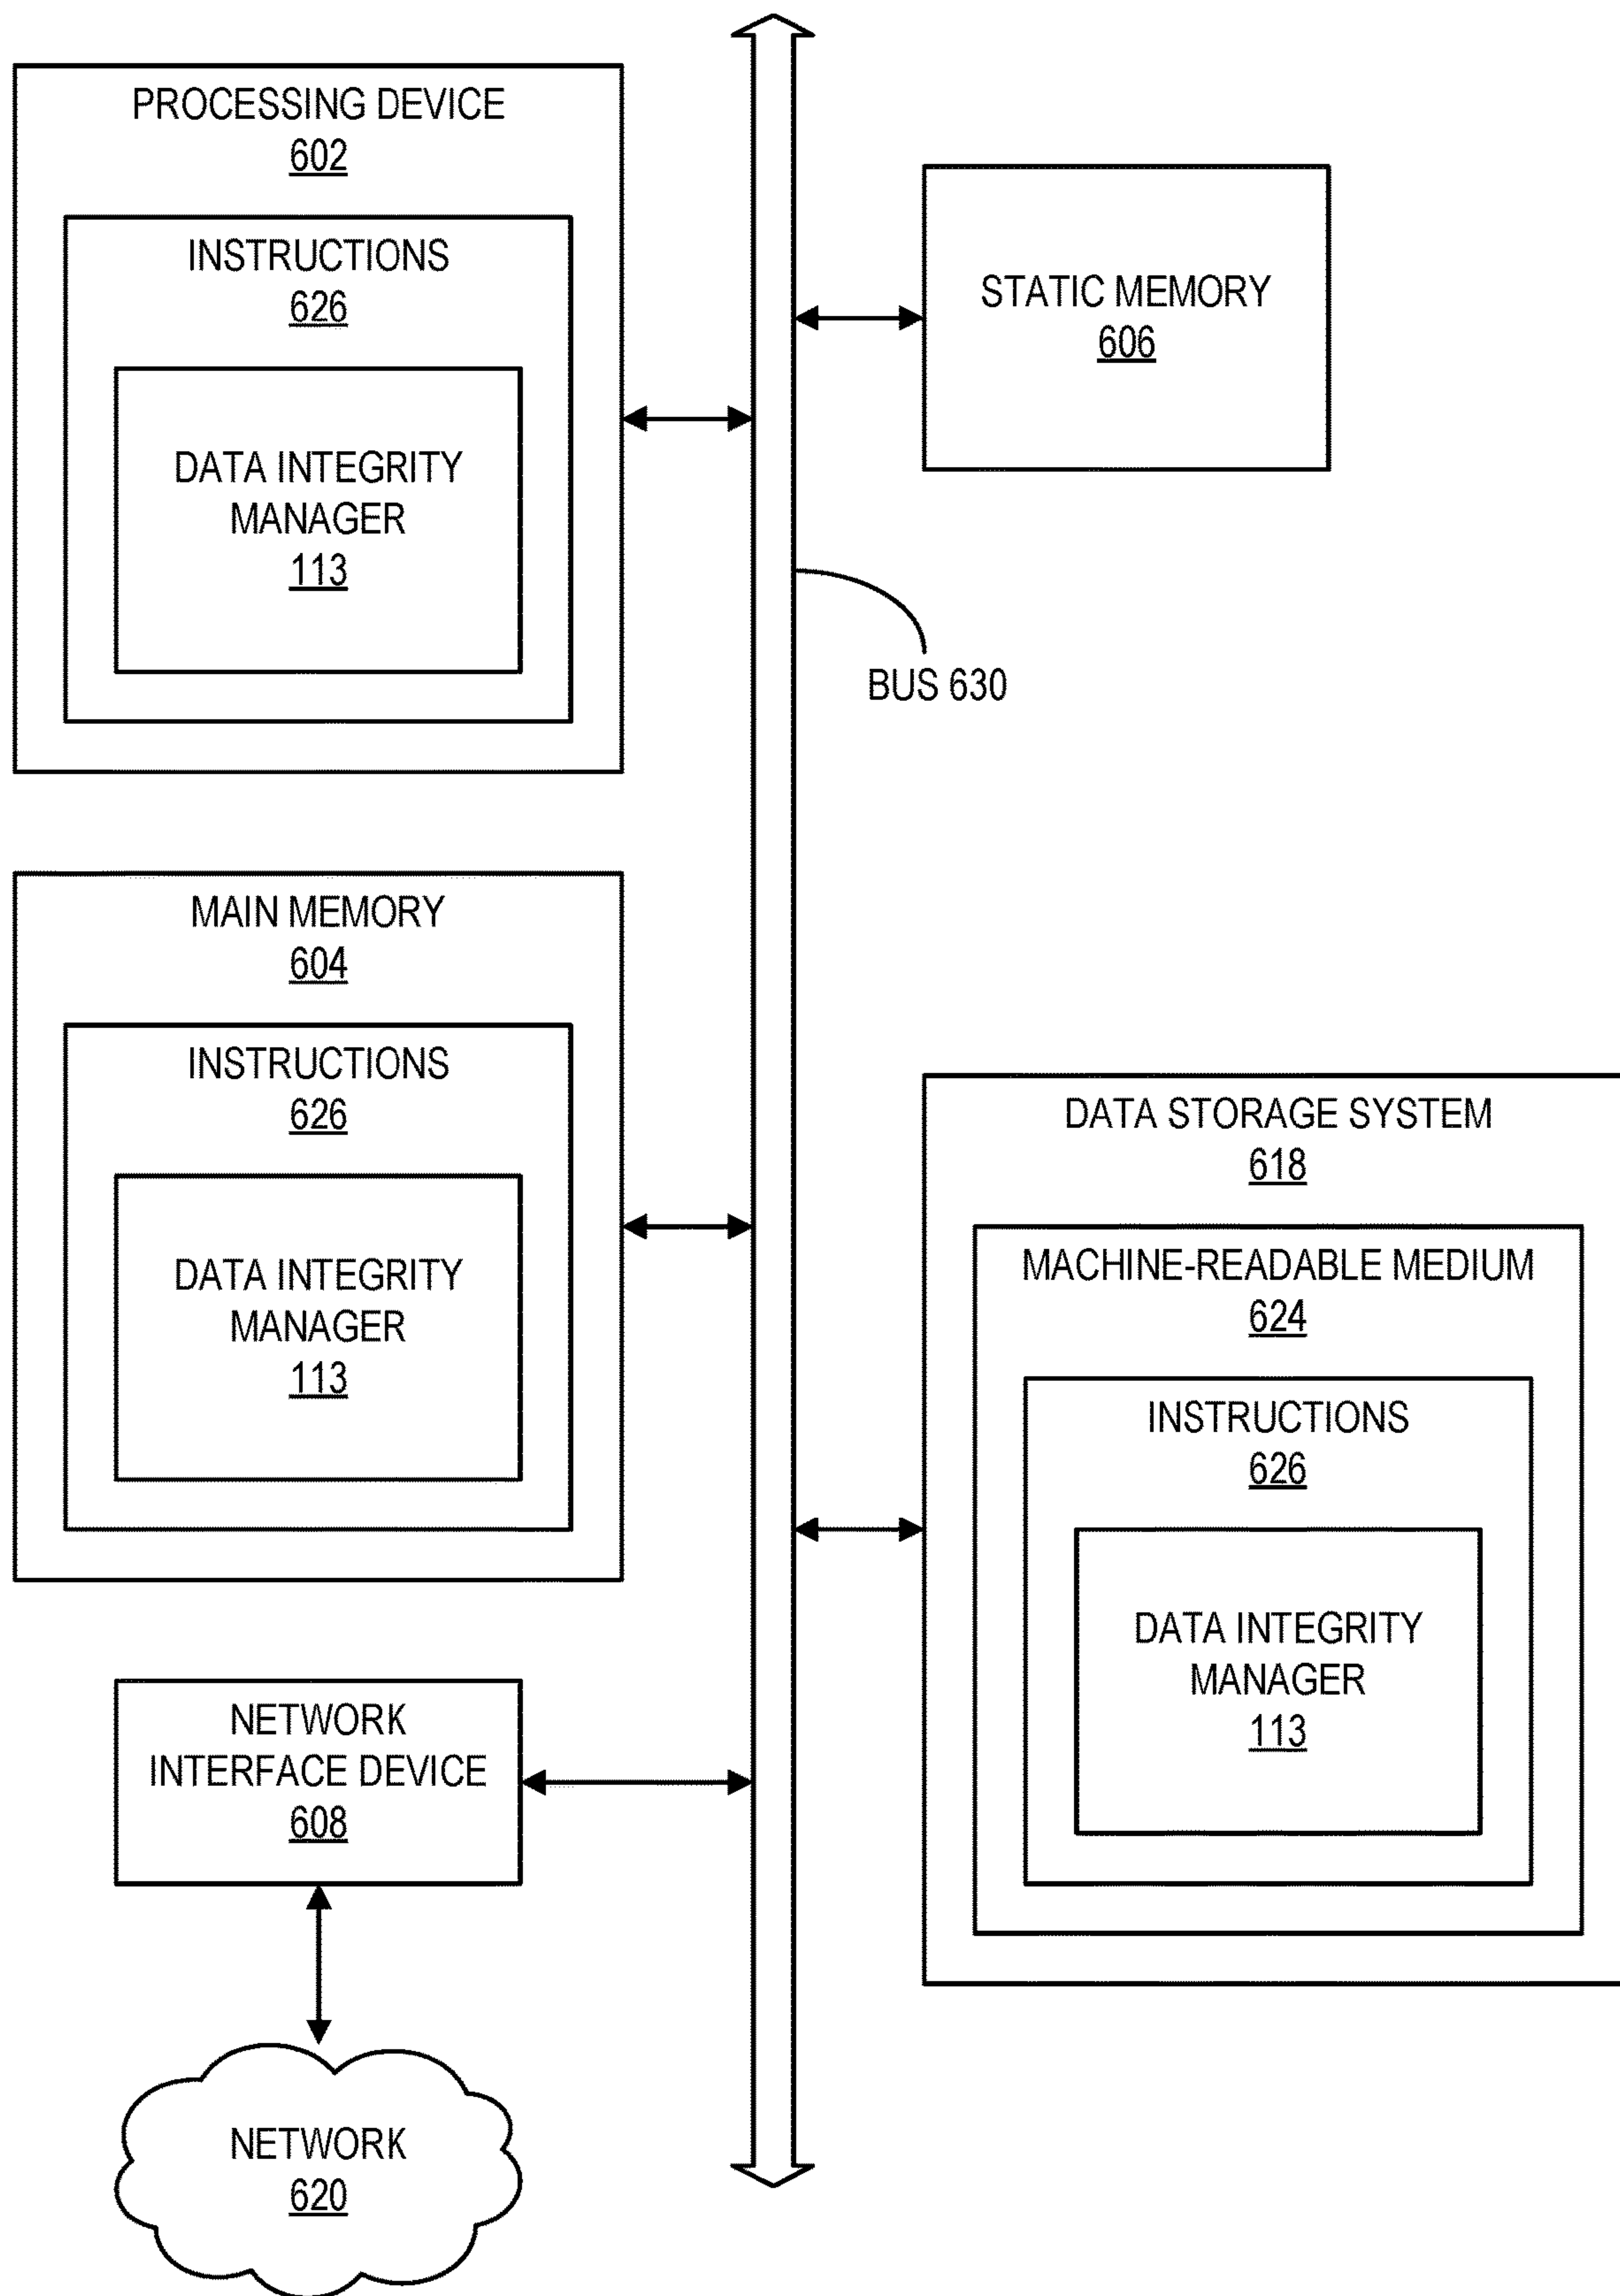 PROCESSING DEVICE
602
INSTRUCTIONS
626
DATA INTEGRITY
MANAGER
113
STATIC MEMORY
606
BUS 630
MAIN MEMORY
604
INSTRUCTIONS
626
DATA INTEGRITY
MANAGER
113
DATA STORAGE SYSTEM
618
MACHINE-READABLE MEDIUM
624
INSTRUCTIONS
626
DATA INTEGRITY
MANAGER
113
NETWORK
INTERFACE DEVICE
608
NETWORK
620